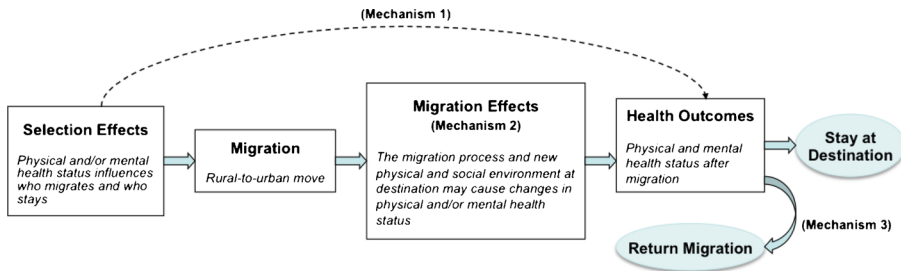 (Mechanism 1)
Selection Effects
Physical and/or mental
health status influences
who migrates and who
stays
Migration
Rural-to-urban move
Migration Effects
(Mechanism 2)
The migration process and new
physical and social environment at
destination may cause changes in
physical and/or mental health
status
Health Outcomes
Physical and mental
health status after
migration
Stay at
Destination
(Mechanism 3)
Return Migration